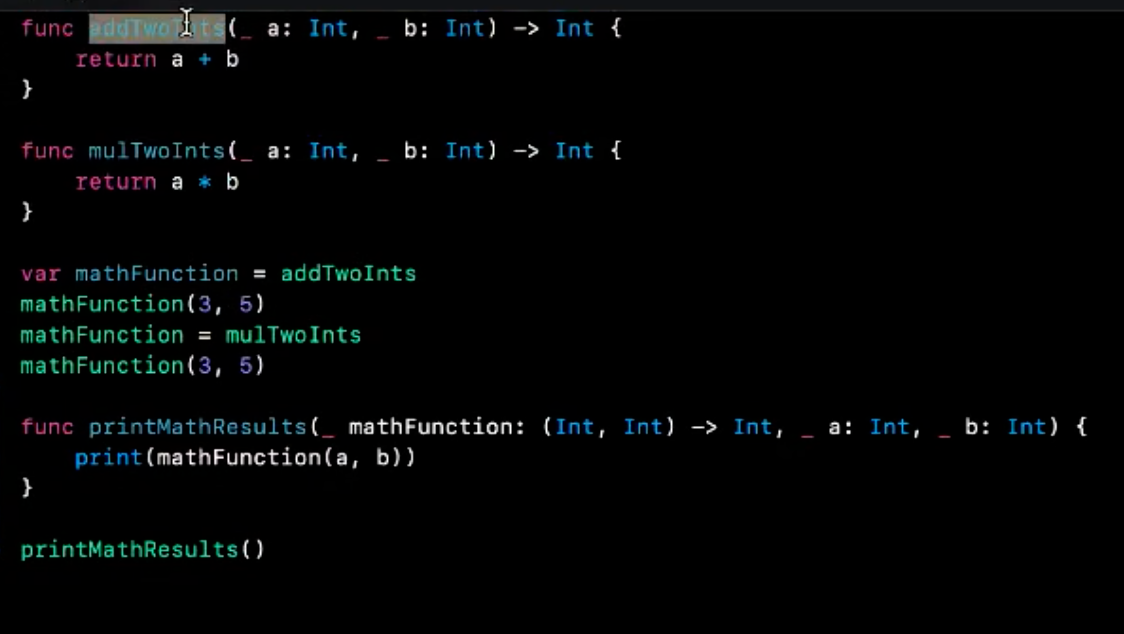 func addTwoInts(_ a: Int, _ b: Int) -> Int {
    return a + b
}

func mulTwoInts(_ a: Int, _ b: Int) -> Int {
    return a * b
}

var mathFunction = addTwoInts
mathFunction(3, 5)
mathFunction = mulTwoInts
mathFunction(3, 5)

func printMathResults(_ mathFunction: (Int, Int) -> Int, _ a: Int, _ b: Int) {
    print(mathFunction(a, b))
}

printMathResults()